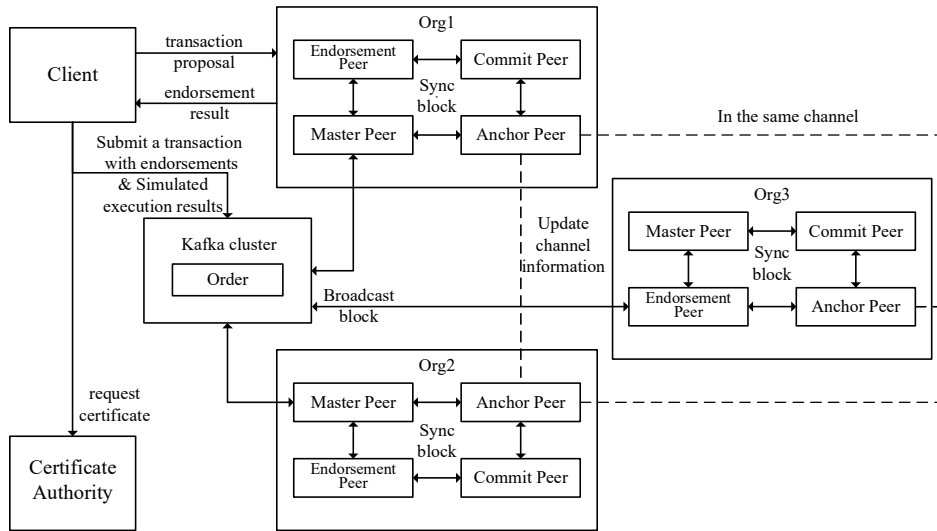 Org1
Client
transaction
proposal
endorsement
result
Endorsement
Peer
Commit Peer
Sync
block
Master Peer
Anchor Peer
In the same channel
Submit a transaction
with endorsements
& Simulated
execution results
Kafka cluster
Order
Update
channel
information
Org3
Master Peer
Commit Peer
Sync
block
Endorsement
Peer
Anchor Peer
Broadcast
block
Org2
Master Peer
Anchor Peer
Sync
block
Endorsement
Peer
Commit Peer
request
certificate
Certificate
Authority